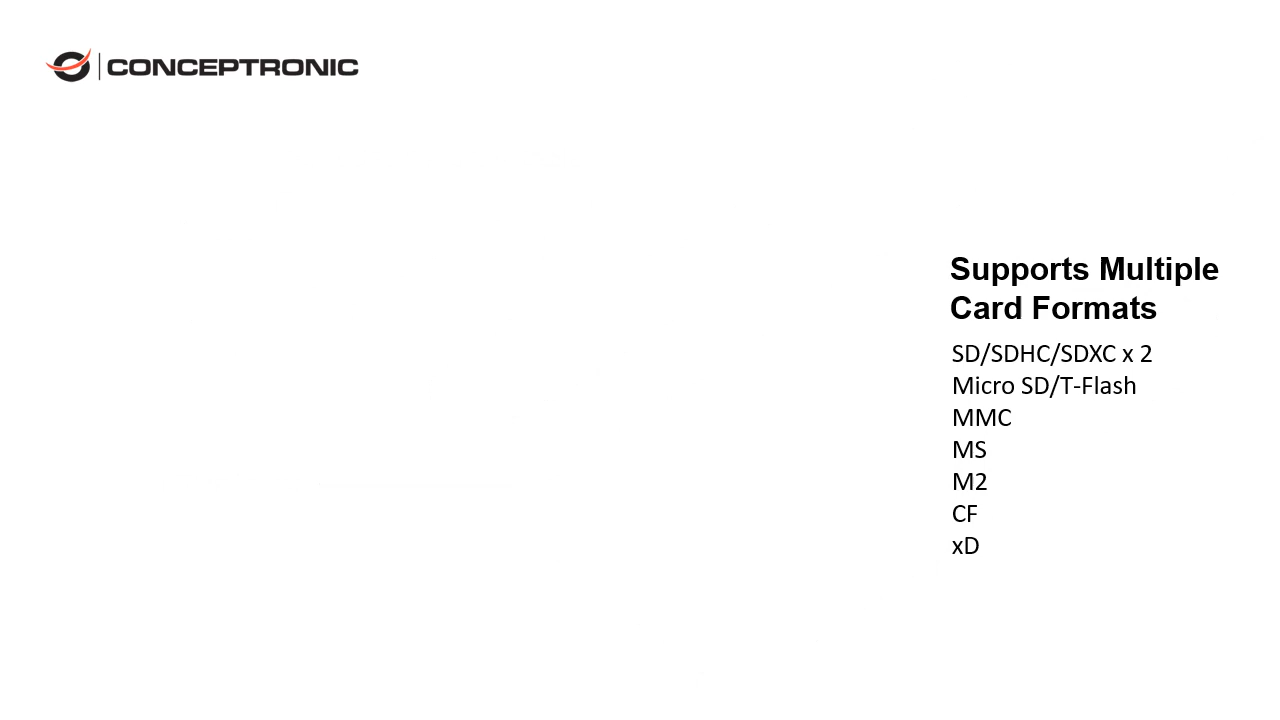 CONCEPTRONIC
Supports Multiple
Card Formats
SD/SDHC/SDXC x 2
Micro SD/T-Flash
MMC
MS
M2
CF
xD